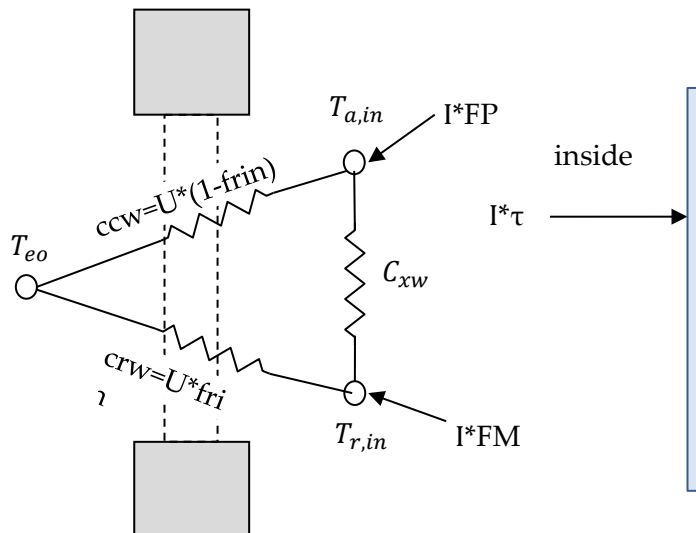 T_{a,in}
I*FP
inside
ccw=U*(1-frin)
I*τ
T_{eo}
C_{xw}
crw=U*fri
T_{r,in}
I*FM